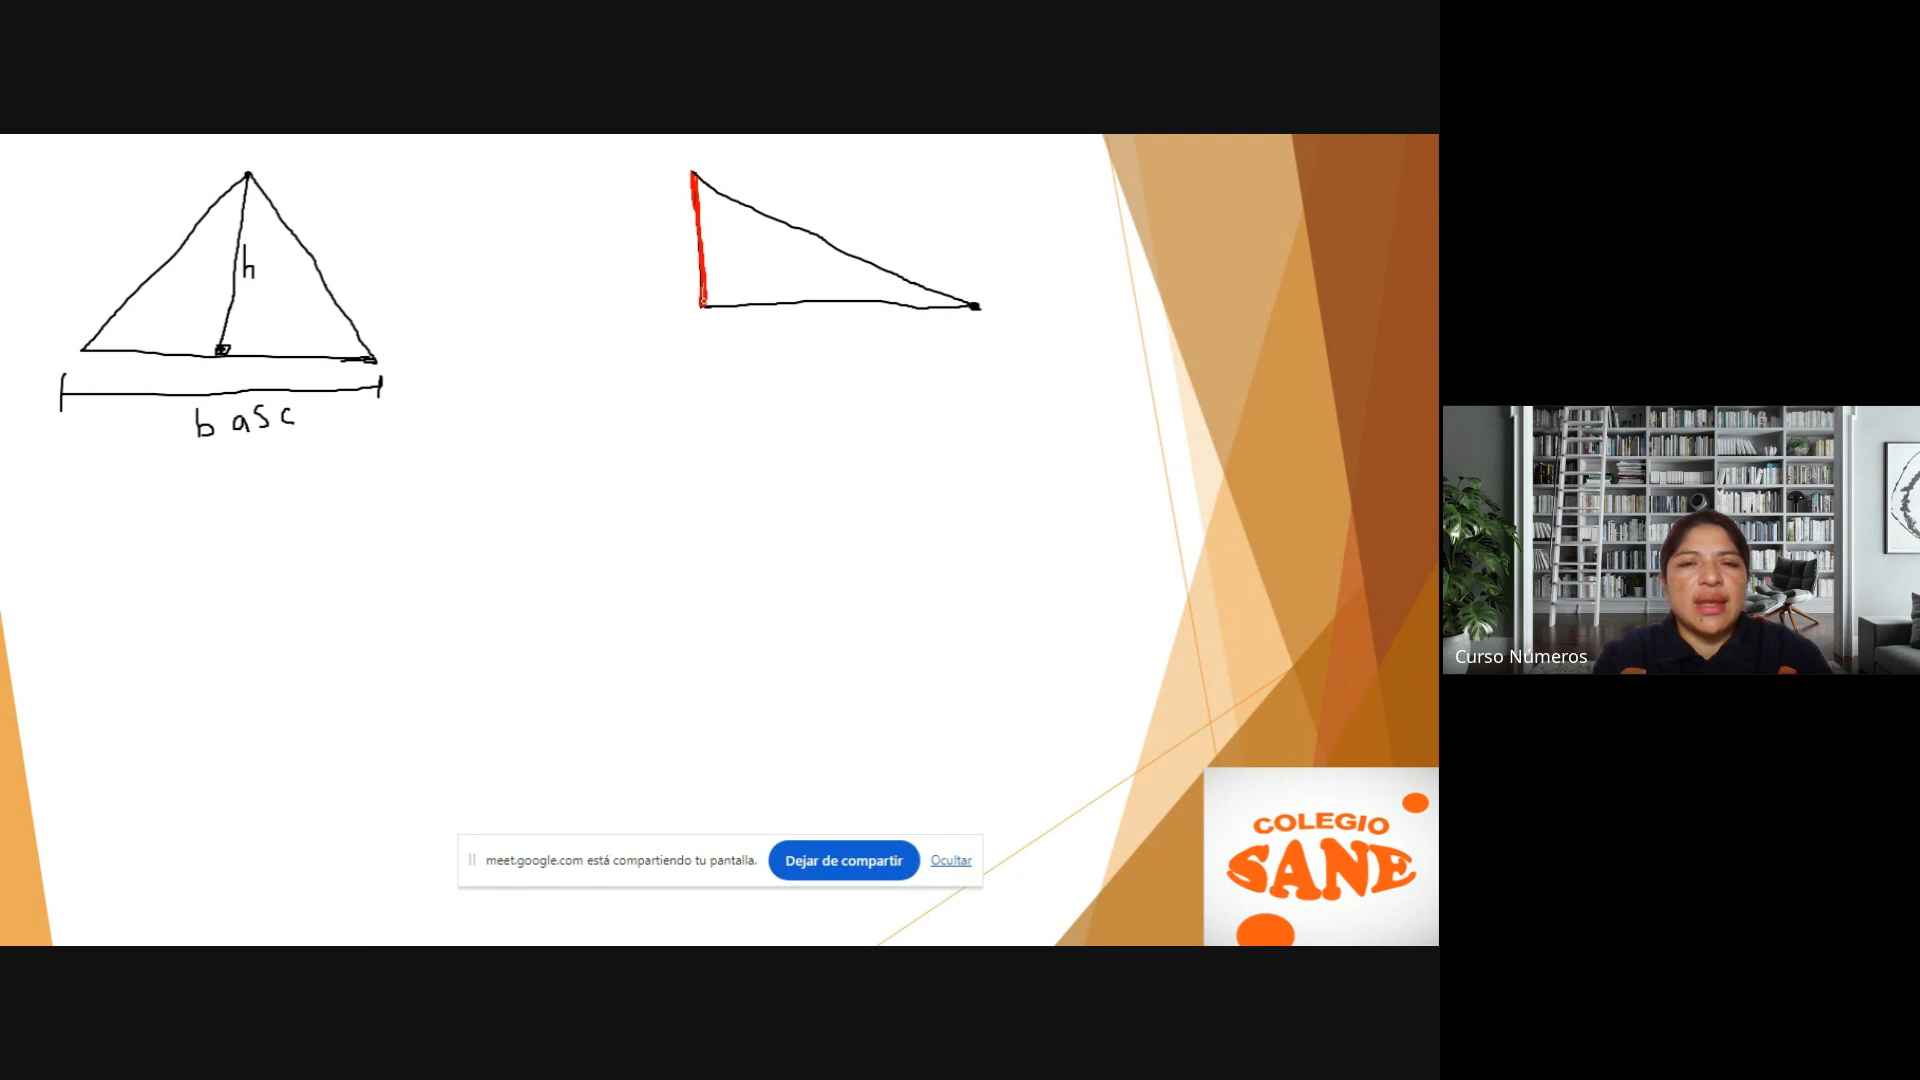 h
basc
meet.google.com está compartiendo tu pantalla. Dejar de compartir Ocultar
COLEGIO
SANE
Curso Números